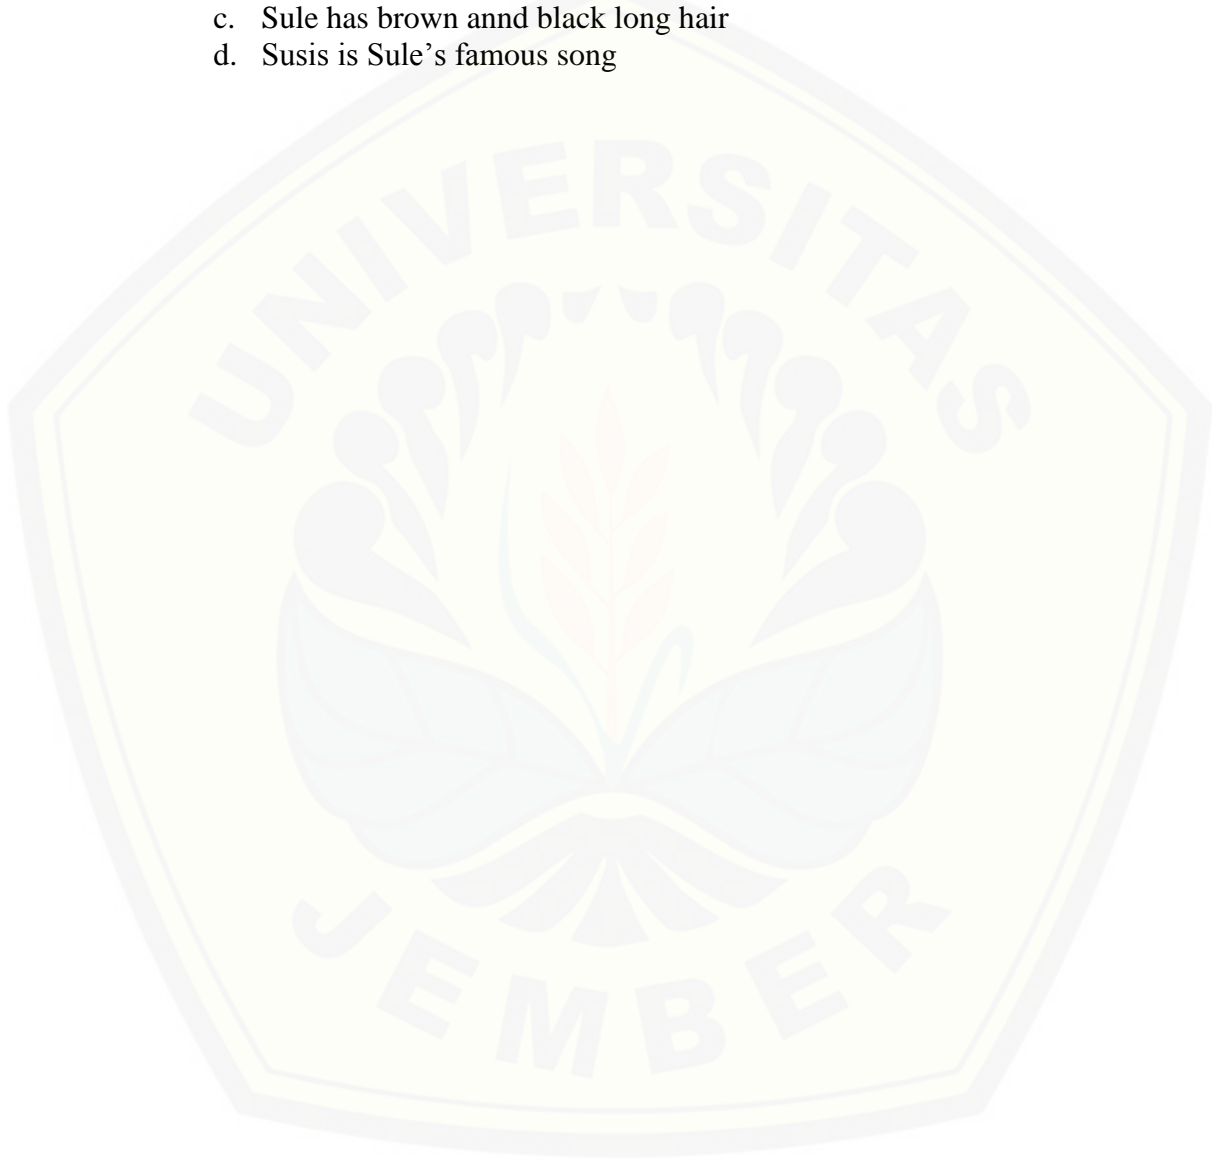 c. Sule has brown annd black long hair
d. Susis is Sule’s famous song
UNIVERSITAS
JEMBER